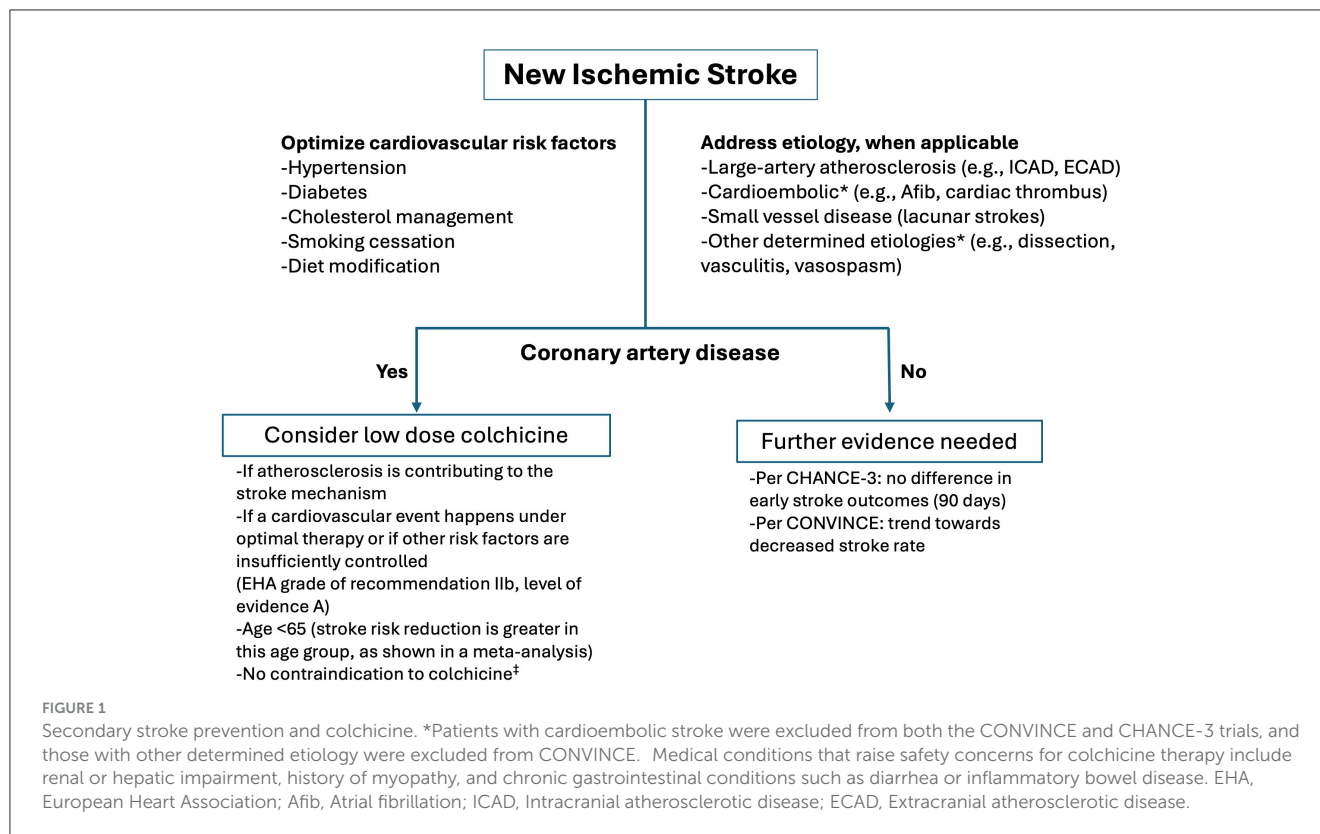 New Ischemic Stroke
Optimize cardiovascular risk factors
-Hypertension
-Diabetes
-Cholesterol management
-Smoking cessation
-Diet modification
Address etiology, when applicable
-Large-artery atherosclerosis (e.g., ICAD, ECAD)
-Cardioembolic* (e.g., Afib, cardiac thrombus)
-Small vessel disease (lacunar strokes)
-Other determined etiologies* (e.g., dissection,
vasculitis, vasospasm)
Coronary artery disease
Yes
No
Consider low dose colchicine
-If atherosclerosis is contributing to the
stroke mechanism
-If a cardiovascular event happens under
optimal therapy or if other risk factors are
insufficiently controlled
(EHA grade of recommendation IIb, level of
evidence A)
-Age <65 (stroke risk reduction is greater in
this age group, as shown in a meta-analysis)
-No contraindication to colchicine‡
Further evidence needed
-Per CHANCE-3: no difference in
early stroke outcomes (90 days)
-Per CONVINCE: trend towards
decreased stroke rate
FIGURE 1
Secondary stroke prevention and colchicine. *Patients with cardioembolic stroke were excluded from both the CONVINCE and CHANCE-3 trials, and
those with other determined etiology were excluded from CONVINCE. Medical conditions that raise safety concerns for colchicine therapy include
renal or hepatic impairment, history of myopathy, and chronic gastrointestinal conditions such as diarrhea or inflammatory bowel disease. EHA,
European Heart Association; Afib, Atrial fibrillation; ICAD, Intracranial atherosclerotic disease; ECAD, Extracranial atherosclerotic disease.